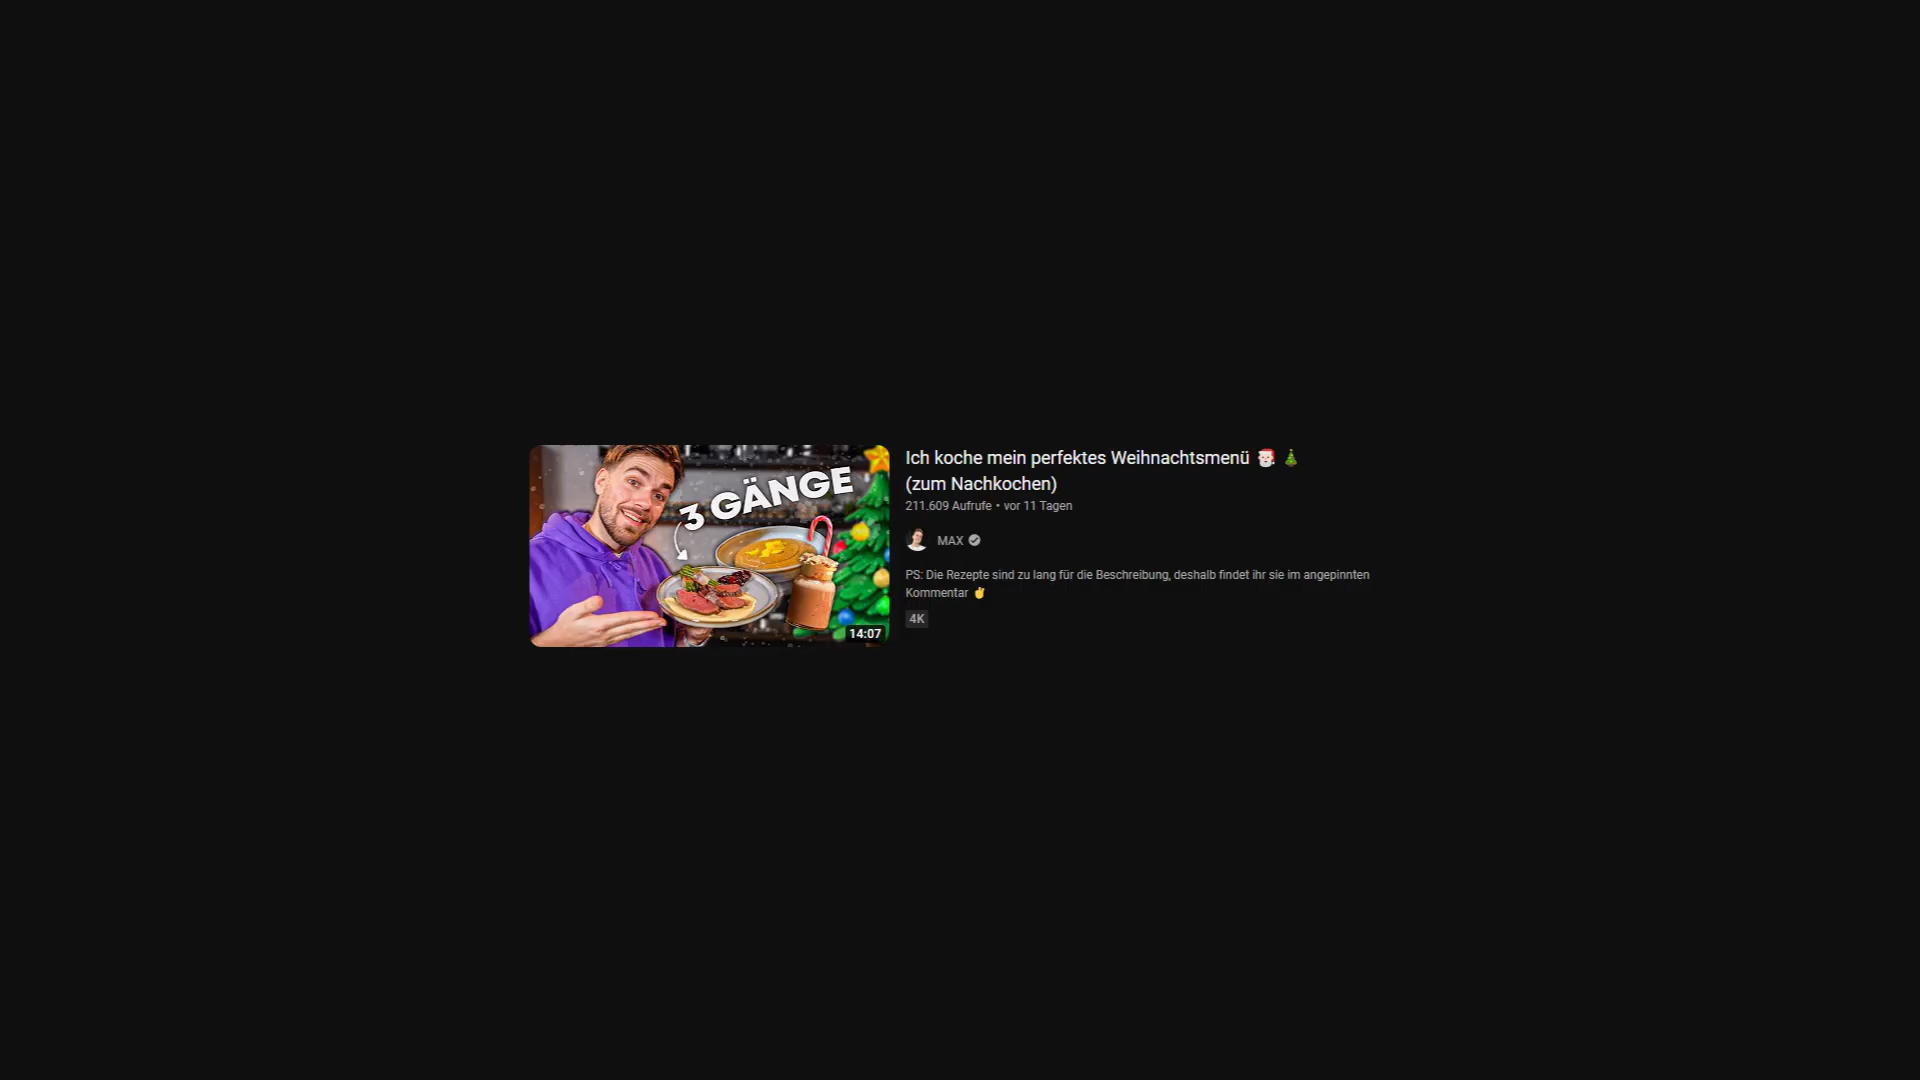 3 GÄNGE
14:07
Ich koche mein perfektes Weihnachtsmenü 🎅 🎄
(zum Nachkochen)
211.609 Aufrufe • vor 11 Tagen
MAX
PS: Die Rezepte sind zu lang für die Beschreibung, deshalb findet ihr sie im angepinnten
Kommentar ✌️
4K